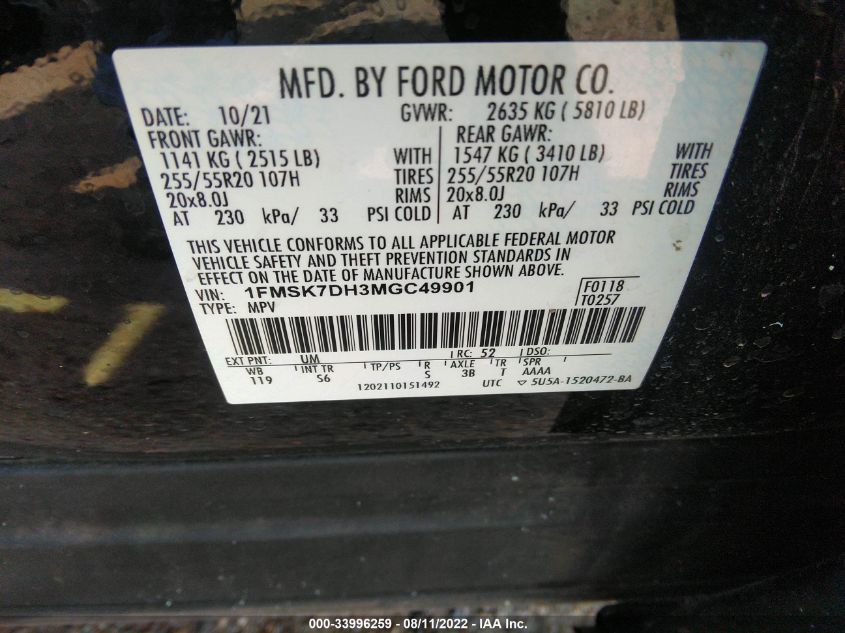 MFD. BY FORD MOTOR CO.
DATE: 10/21 GVWR: 2635 KG ( 5810 LB)
FRONT GAWR: REAR GAWR:
1141 KG ( 2515 LB) WITH 1547 KG ( 3410 LB) WITH
255/55R20 107H TIRES 255/55R20 107H TIRES
20x8.0J RIMS 20x8.0J RIMS
AT 230 kPa/ 33 PSI COLD AT 230 kPa/ 33 PSI COLD
THIS VEHICLE CONFORMS TO ALL APPLICABLE FEDERAL MOTOR
VEHICLE SAFETY AND THEFT PREVENTION STANDARDS IN
EFFECT ON THE DATE OF MANUFACTURE SHOWN ABOVE.
VIN: 1FMSK7DH3MGC49901 F0118
TYPE: MPV T0257
EXT PNT: UM RC: 52 DSO:
WB INT TR TP/PS R AXLE TR SPR
119 S6 S 3B T AAAA
1202110151492 UTC ▽ 5U5A-1520472-BA
000-33996259 - 08/11/2022 - IAA Inc.